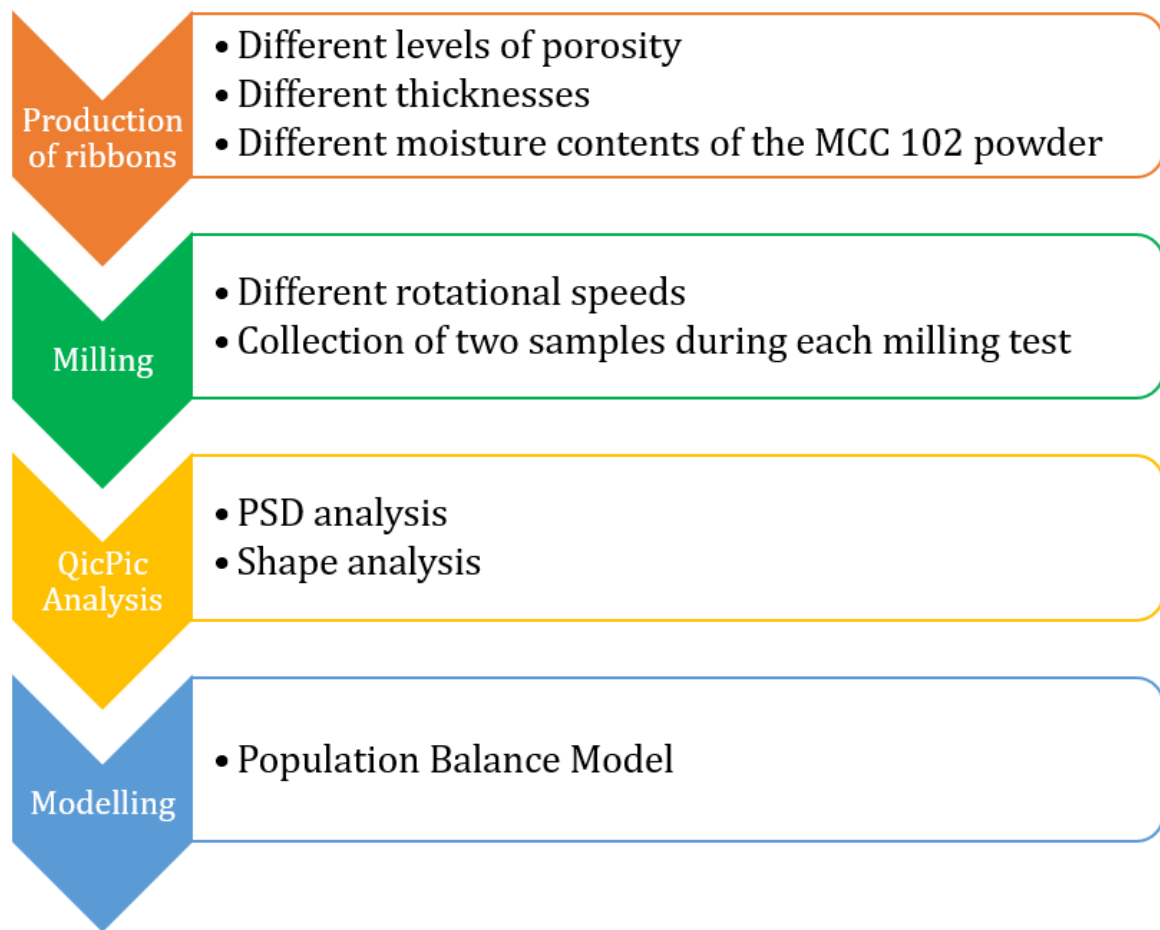 Production
of ribbons
• Different levels of porosity
• Different thicknesses
• Different moisture contents of the MCC 102 powder
Milling
• Different rotational speeds
• Collection of two samples during each milling test
QicPic
Analysis
• PSD analysis
• Shape analysis
Modelling
• Population Balance Model